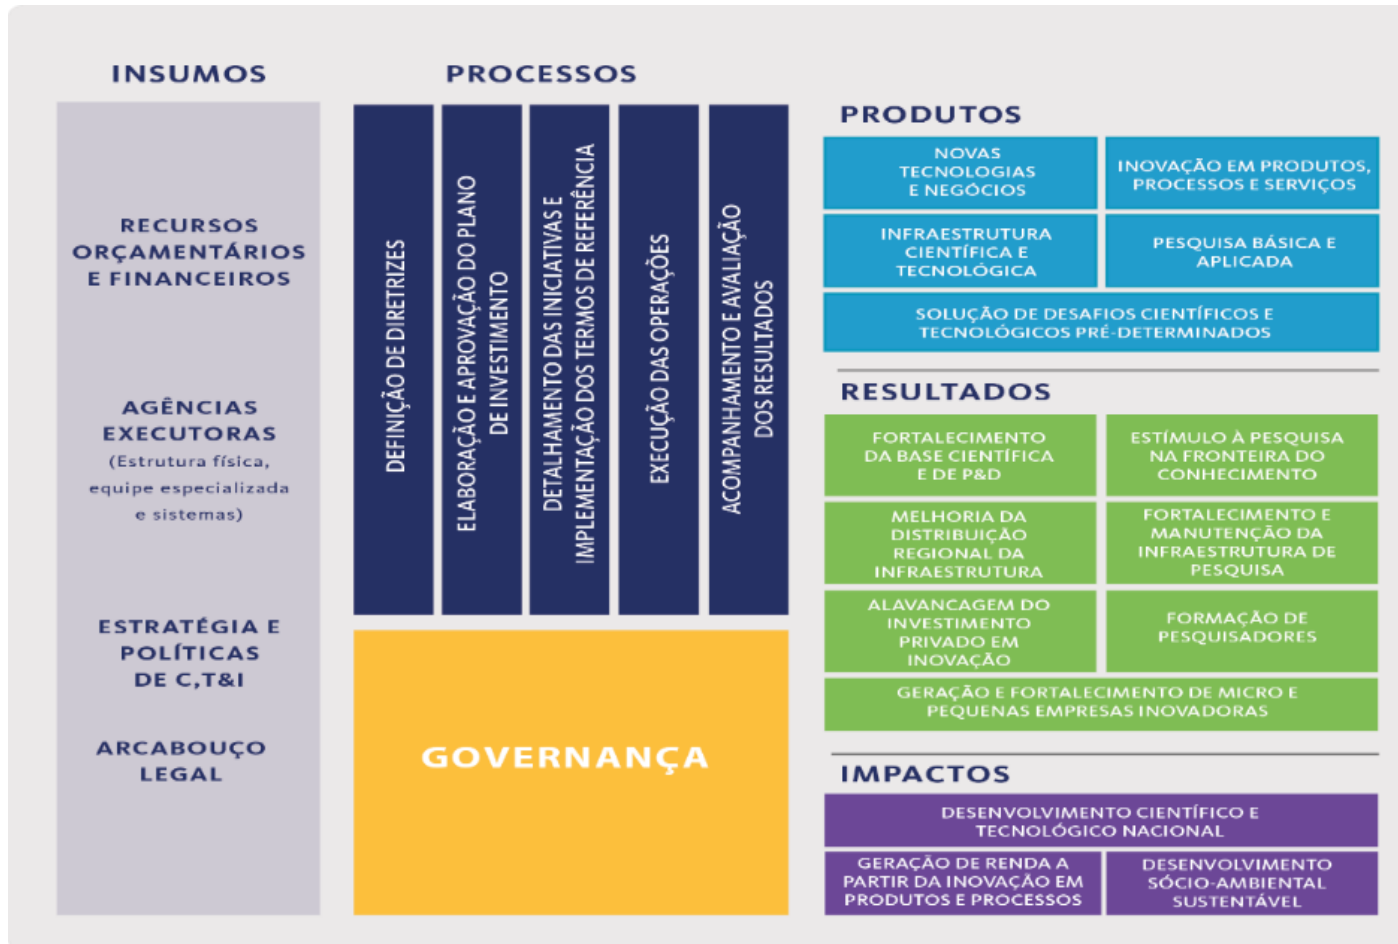 INSUMOS
RECURSOS
ORÇAMENTÁRIOS
E FINANCEIROS
AGÊNCIAS
EXECUTORAS
(Estrutura física,
equipe especializada
e sistemas)
ESTRATÉGIA E
POLÍTICAS
DE C,T&I
ARCABOUÇO
LEGAL
PROCESSOS
DEFINIÇÃO DE DIRETRIZES
ELABORAÇÃO E APROVAÇÃO DO PLANO
DE INVESTIMENTO
DETALHAMENTO DAS INICIATIVAS E
IMPLEMENTAÇÃO DOS TERMOS DE REFERÊNCIA
EXECUÇÃO DAS OPERAÇÕES
ACOMPANHAMENTO E AVALIAÇÃO
DOS RESULTADOS
GOVERNANÇA
PRODUTOS
NOVAS
TECNOLOGIAS
E NEGÓCIOS
INOVAÇÃO EM PRODUTOS,
PROCESSOS E SERVIÇOS
INFRAESTRUTURA
CIENTÍFICA E
TECNOLÓGICA
PESQUISA BÁSICA E
APLICADA
SOLUÇÃO DE DESAFIOS CIENTÍFICOS E
TECNOLÓGICOS PRÉ-DETERMINADOS
RESULTADOS
FORTALECIMENTO
DA BASE CIENTÍFICA
E DE P&D
ESTÍMULO À PESQUISA
NA FRONTEIRA DO
CONHECIMENTO
MELHORIA DA
DISTRIBUIÇÃO
REGIONAL DA
INFRAESTRUTURA
FORTALECIMENTO E
MANUTENÇÃO DA
INFRAESTRUTURA DE
PESQUISA
ALAVANCAGEM DO
INVESTIMENTO
PRIVADO EM
INOVAÇÃO
FORMAÇÃO DE
PESQUISADORES
GERAÇÃO E FORTALECIMENTO DE MICRO E
PEQUENAS EMPRESAS INOVADORAS
IMPACTOS
DESENVOLVIMENTO CIENTÍFICO E
TECNOLÓGICO NACIONAL
GERAÇÃO DE RENDA A
PARTIR DA INOVAÇÃO EM
PRODUTOS E PROCESSOS
DESENVOLVIMENTO
SÓCIO-AMBIENTAL
SUSTENTÁVEL